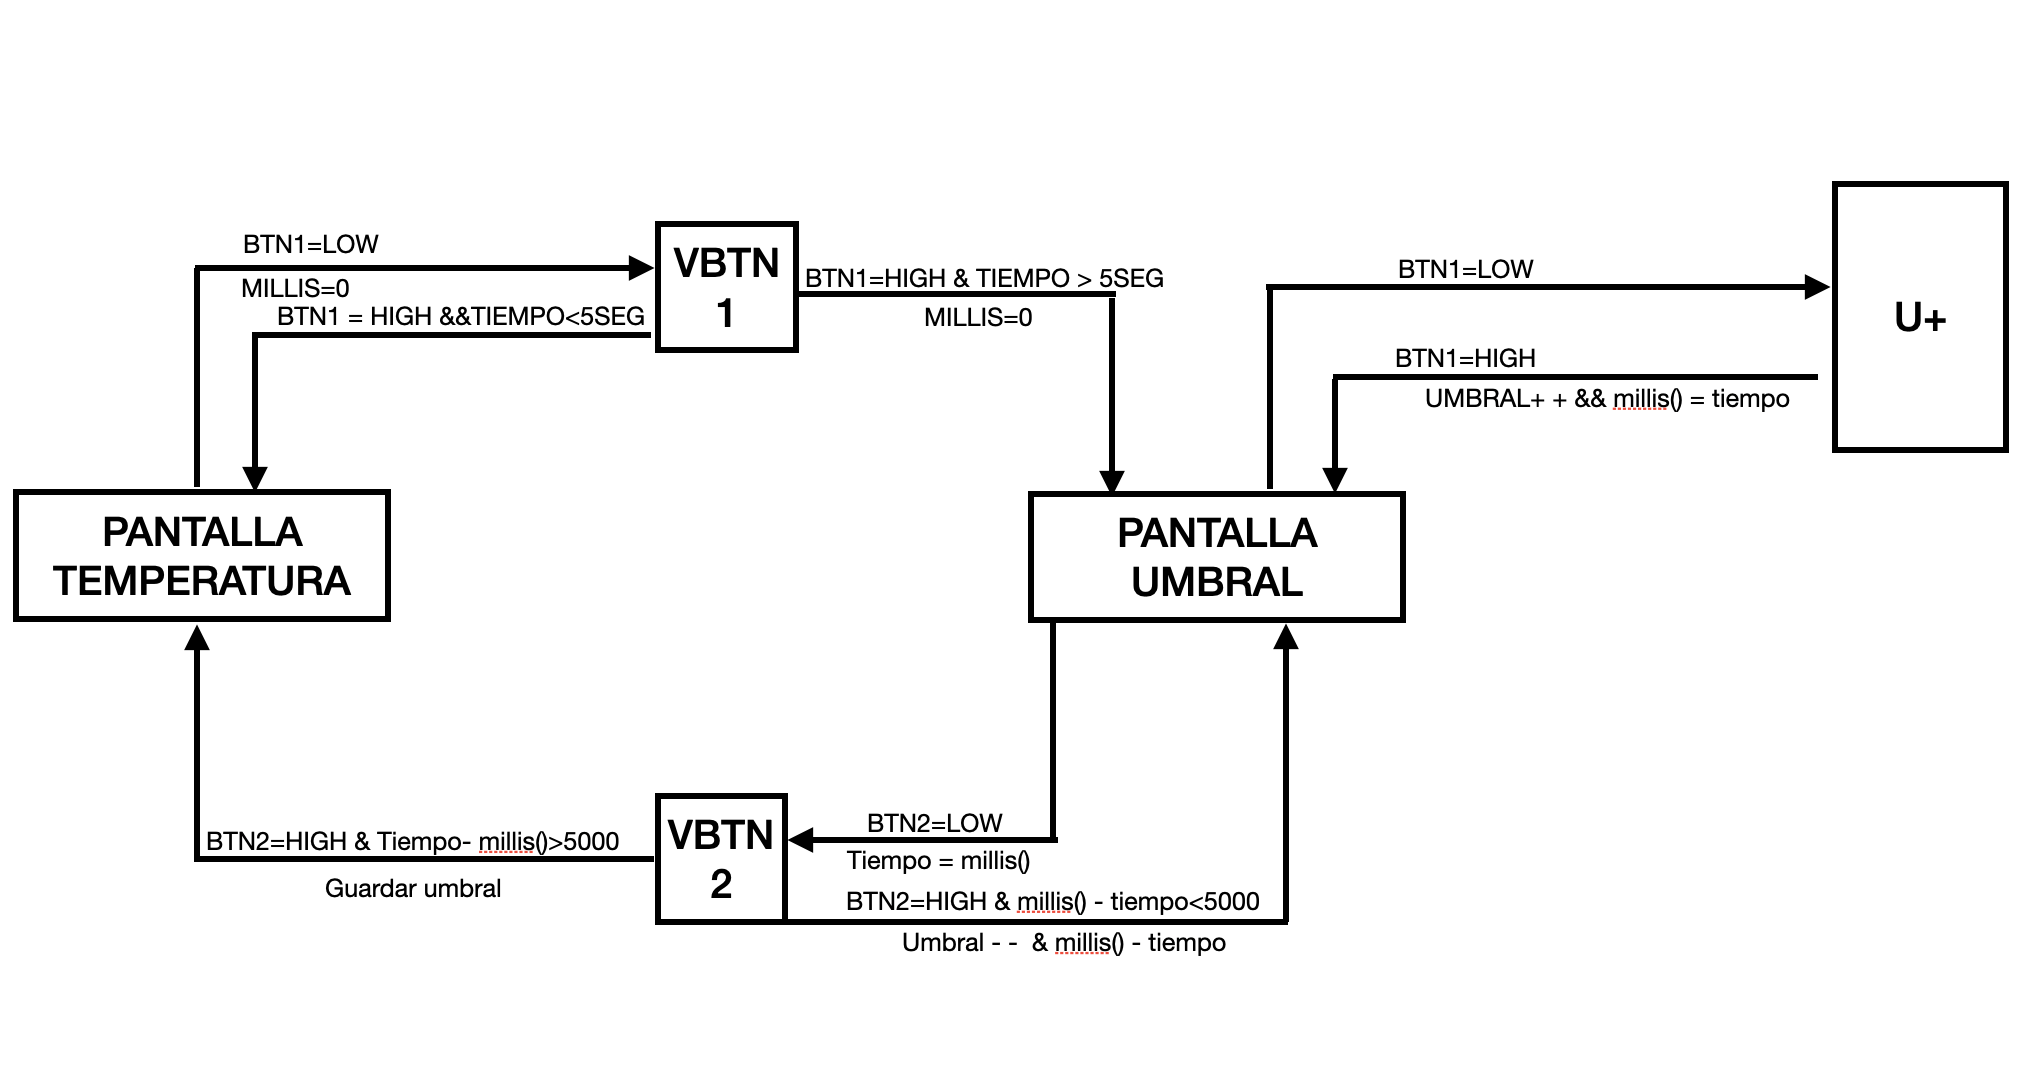 BTN1=LOW
MILLIS=0
BTN1 = HIGH &&TIEMPO<5SEG
VBTN
1
BTN1=HIGH & TIEMPO > 5SEG
MILLIS=0
BTN1=LOW
BTN1=HIGH
UMBRAL+ + && millis() = tiempo
U+
PANTALLA
TEMPERATURA
PANTALLA
UMBRAL
BTN2=HIGH & Tiempo- millis()>5000
Guardar umbral
VBTN
2
BTN2=LOW
Tiempo = millis()
BTN2=HIGH & millis() - tiempo<5000
Umbral - -  & millis() - tiempo